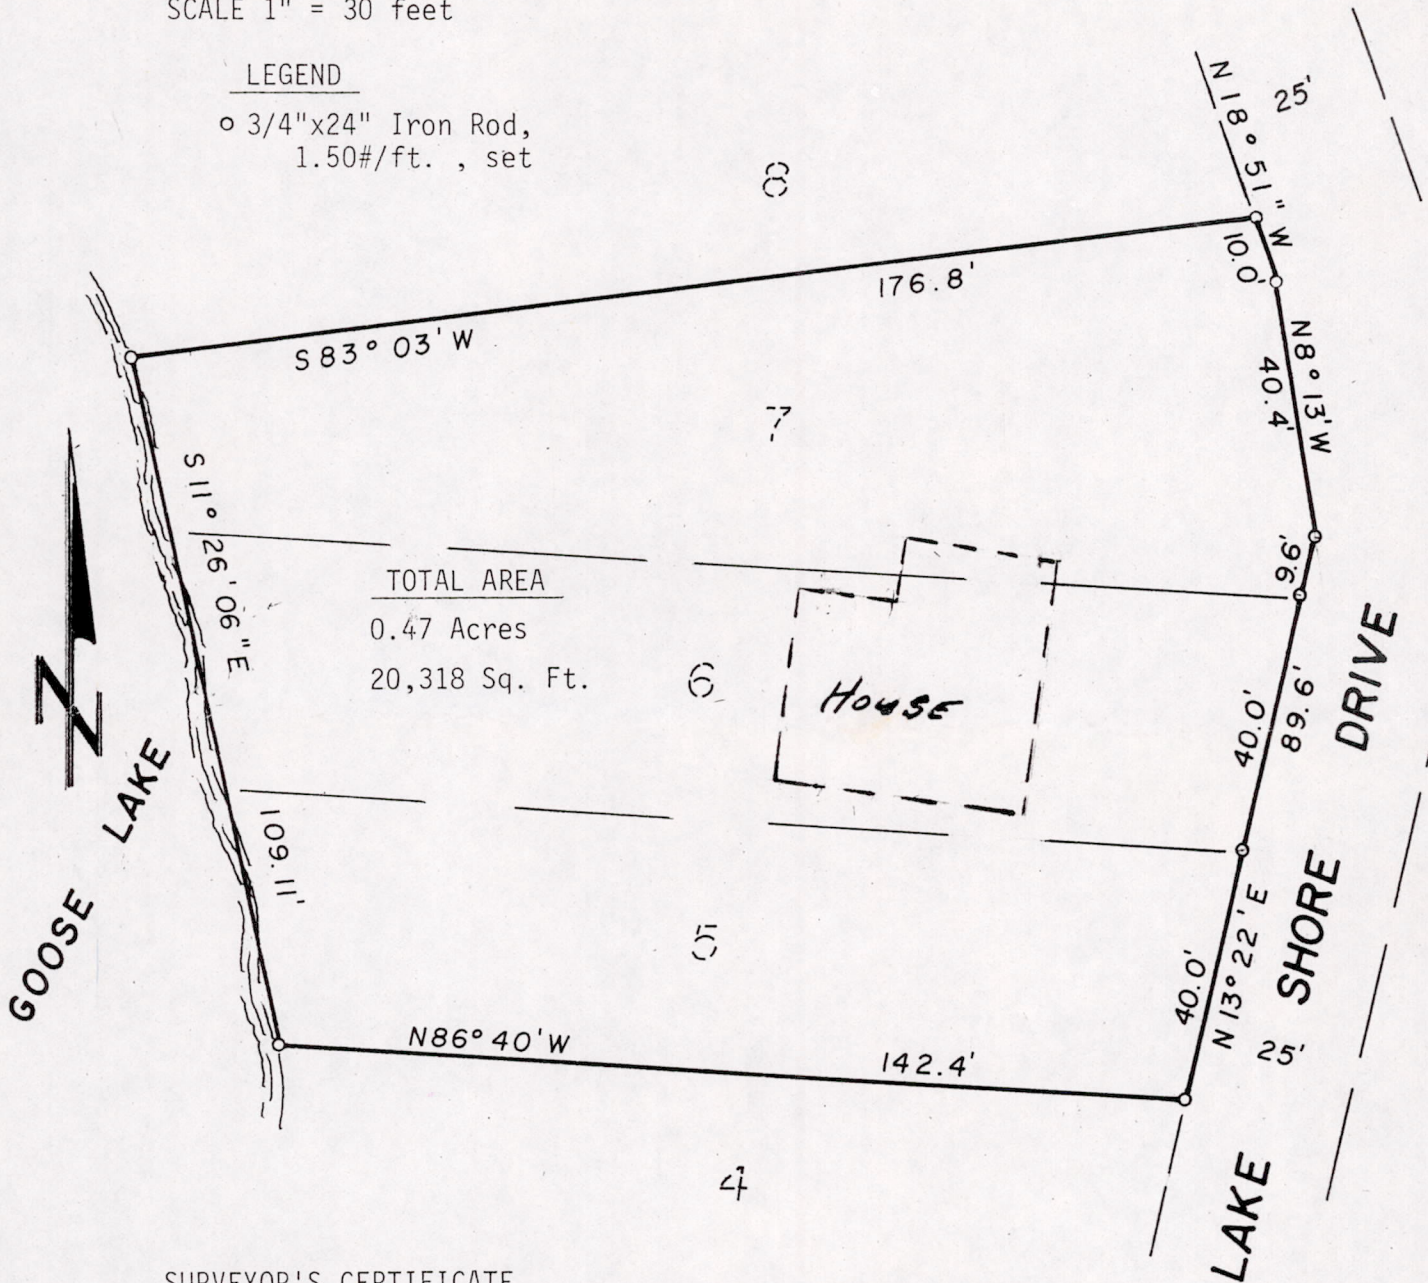 SCALE 1" = 30 feet
LEGEND
3/4"x24" Iron Rod,
1.50#/ft. , set
8
N 18° 51" W
25'
10.0'
176.8'
S 83° 03' W
N 8° 13' W
40.4'
7
S 11° 26' 06" E
9.6'
TOTAL AREA
0.47 Acres
20,318 Sq. Ft.
6
HOUSE
40.0'
89.6'
N
GOOSE LAKE
109.11'
5
40.0'
N 13° 22' E
25'
LAKE SHORE DRIVE
N 86° 40' W
142.4'
4
SURVEYOR'S CERTIFICATE